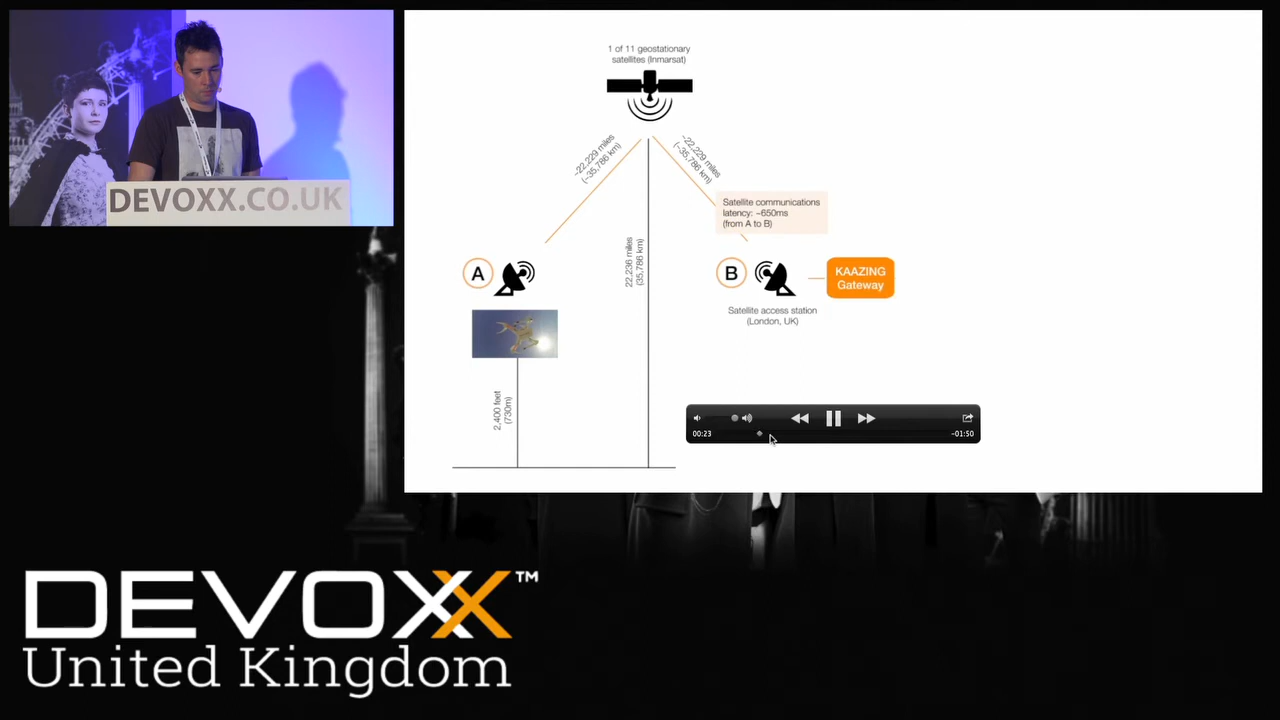 DEVOXX.CO.UK
1 of 11 geostationary
satellites (Inmarsat)
~22,229 miles
(~35,786 km)
~22,229 miles
(~35,786 km)
Satellite communications
latency: ~650ms
(from A to B)
22,236 miles
(35,786 km)
A
B
KAAZING
Gateway
Satellite access station
(London, UK)
2,400 feet
(730m)
00:23
-01:50
DEVOXX™
United Kingdom